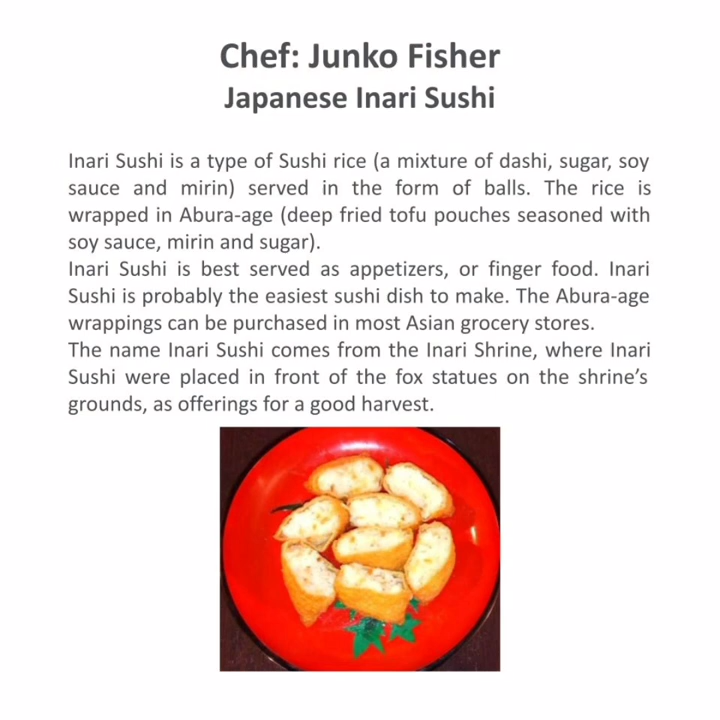 Chef: Junko Fisher
Japanese Inari Sushi
Inari Sushi is a type of Sushi rice (a mixture of dashi, sugar, soy
sauce and mirin) served in the form of balls. The rice is
wrapped in Abura-age (deep fried tofu pouches seasoned with
soy sauce, mirin and sugar).
Inari Sushi is best served as appetizers, or finger food. Inari
Sushi is probably the easiest sushi dish to make. The Abura-age
wrappings can be purchased in most Asian grocery stores.
The name Inari Sushi comes from the Inari Shrine, where Inari
Sushi were placed in front of the fox statues on the shrine’s
grounds, as offerings for a good harvest.